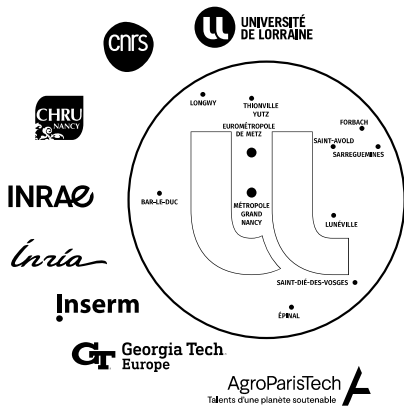 cnrs
UNIVERSITÉ
DE LORRAINE
CHRU
NANCY
LONGWY
THIONVILLE
YUTZ
EUROMÉTROPOLE
DE METZ
FORBACH
SAINT-AVOLD
SARREGUEMINES
INRAE
BAR-LE-DUC
MÉTROPOLE
GRAND
NANCY
LUNÉVILLE
Inria
SAINT-DIÉ-DES-VOSGES
Inserm
ÉPINAL
GT Georgia Tech.
Europe
AgroParisTech
Talents d'une planète soutenable